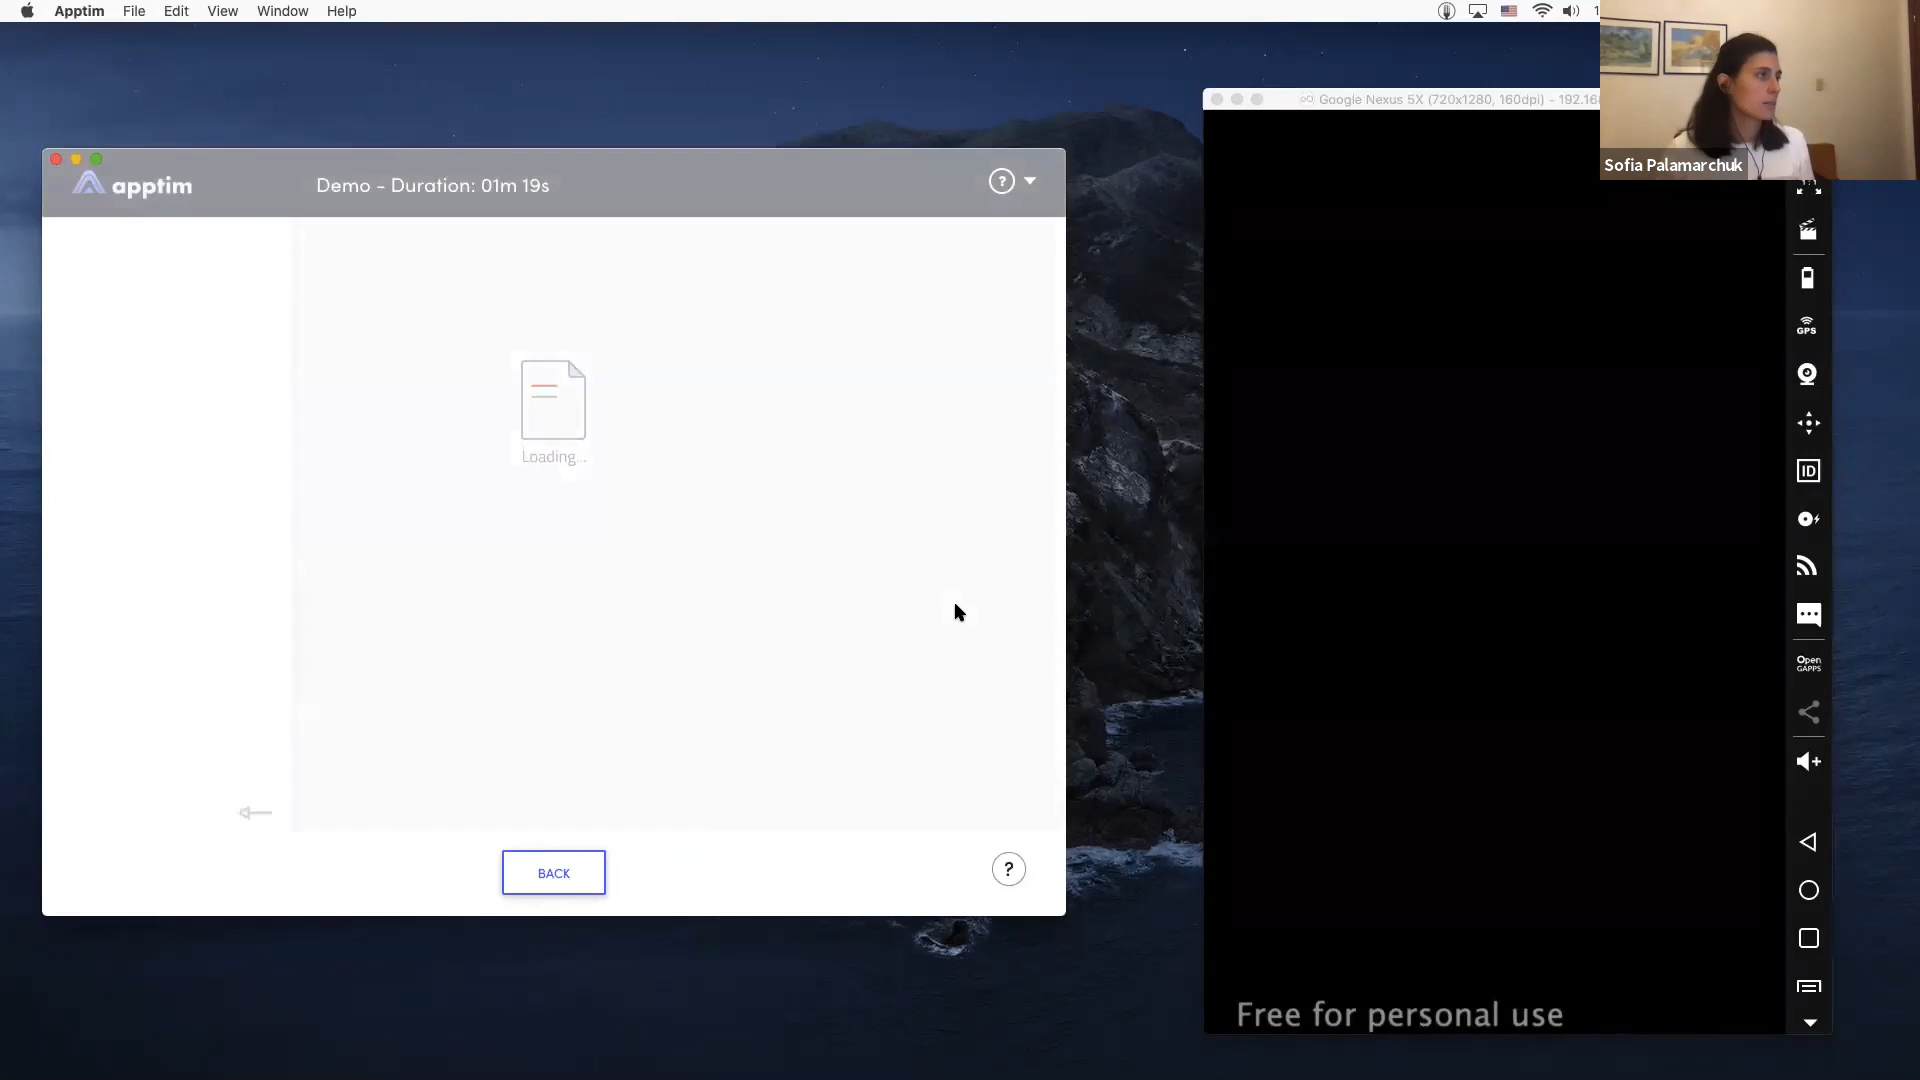 Apptim File Edit View Window Help
Google Nexus 5X (720x1280, 160dpi) - 192.16
Sofia Palamarchuk
apptim
Demo - Duration: 01m 19s
?
GPS
Loading...
ID
Open
GAPPS
BACK
?
Free for personal use